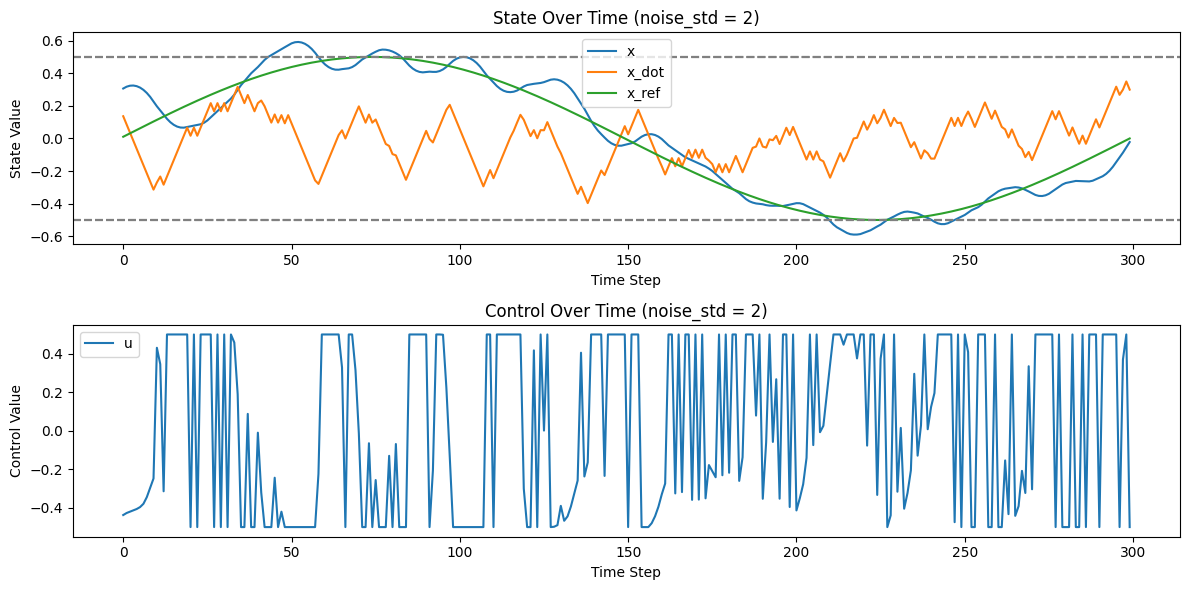 State Over Time (noise_std = 2)
State Value
0.6
0.4
0.2
0.0
−0.2
−0.4
−0.6
x
x_dot
x_ref
0 50 100 150 200 250 300
Time Step
Control Over Time (noise_std = 2)
Control Value
0.4
0.2
0.0
−0.2
−0.4
u
0 50 100 150 200 250 300
Time Step